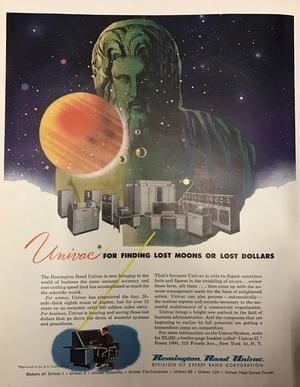 Univac* FOR FINDING LOST MOONS OR LOST DOLLARS
The Remington Rand Univac is now bringing to the
world of business the same uncanny accuracy and
cost-cutting speed that has accomplished so much for
the scientific world.
For science, Univac has pinpointed the tiny, 35-
mile-thick eighth moon of Jupiter, lost for over 13
years on an eccentric orbit 300 million miles away.
For business, Univac is locating and saving those lost
dollars that go down the drain of wasteful systems
and procedures.
That's because Univac is able to digest countless
facts and figures in the twinkling of an eye...review
those facts, sift them... then come up with the an-
swers management needs for the basis of enlightened
action. Univac can also process—automatically—
the routine reports and records necessary to the suc-
cessful maintenance of a commercial organization.
Univac brings a bright new outlook to the field of
business administration. And the companies that are
beginning to realize its full potential are getting a
tremendous jump on competition.
For more information on the Univac System, write
for a twelve-page booklet called "Univac II."
Room 1900, 315 Fourth Ave., New York 10, N. Y.
Remington Rand Univac
DIVISION OF SPERRY RAND CORPORATION
Makers of: Univac I • Univac II • Univac Scientific • Univac File-Computer • Univac 60 • Univac 120 • Univac High-Speed Printer